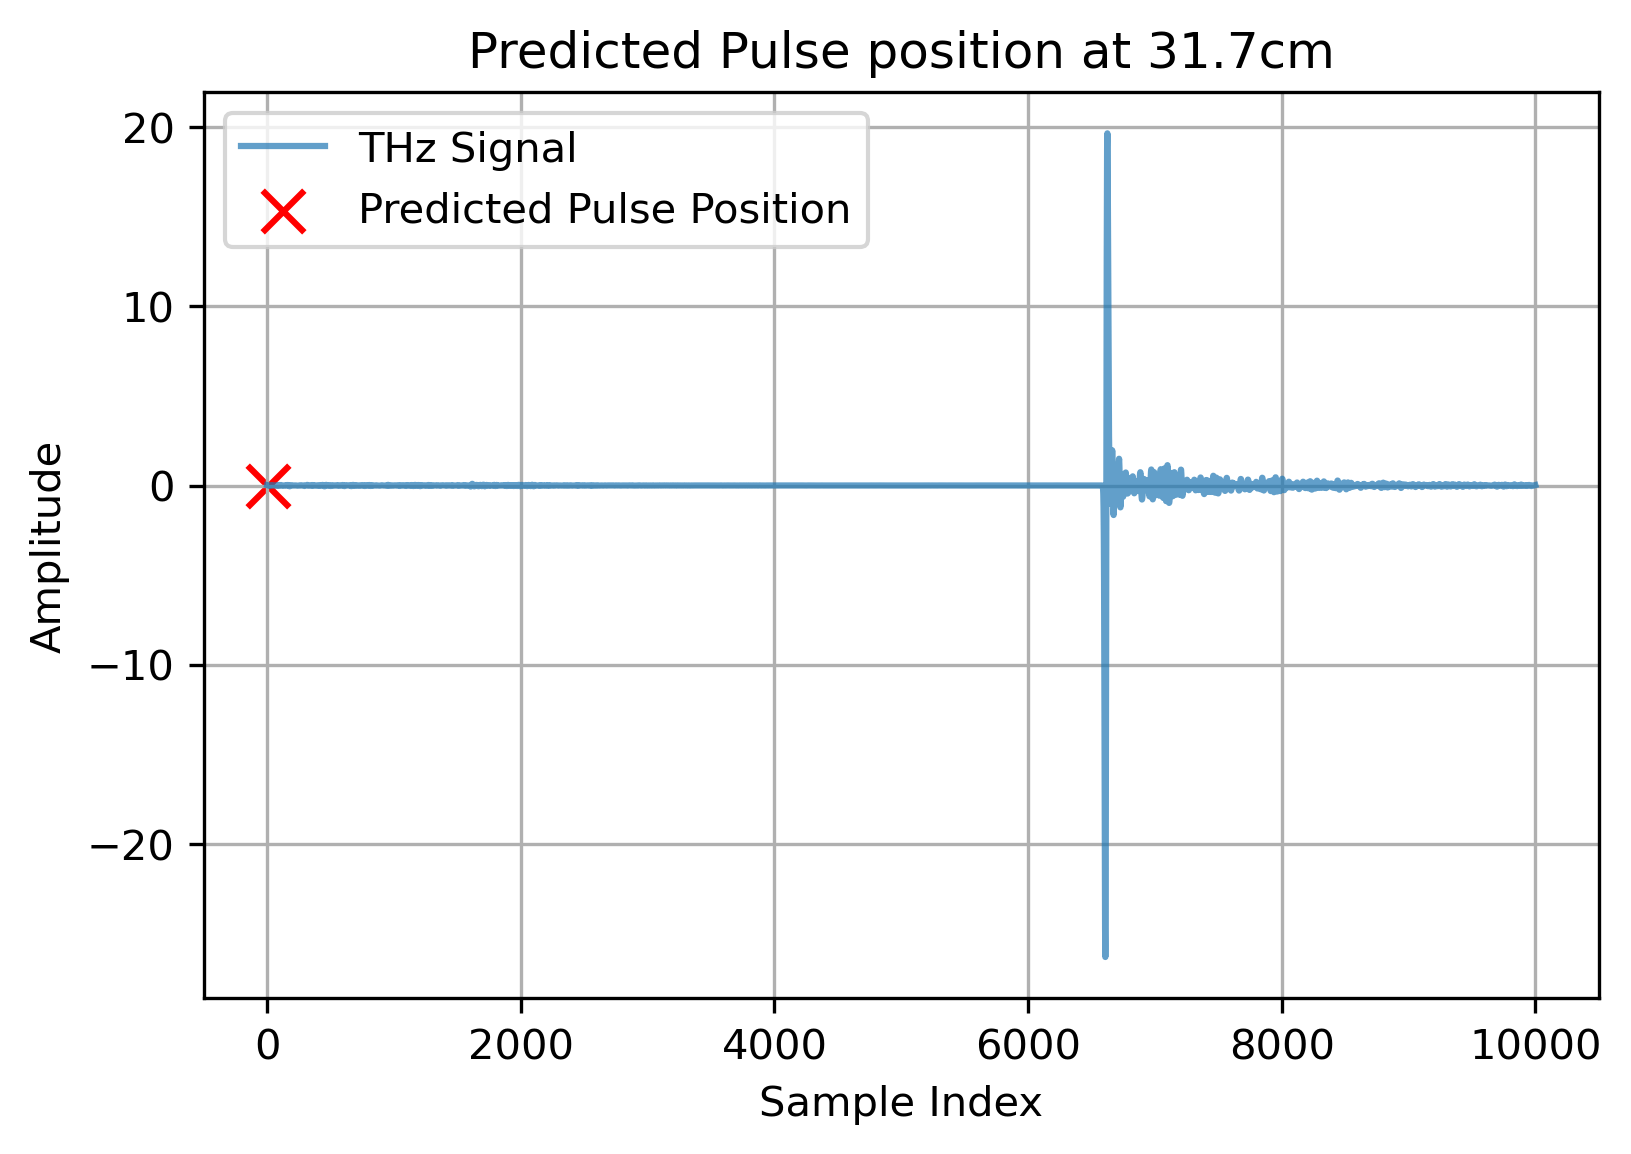 Predicted Pulse position at 31.7cm
THz Signal
Predicted Pulse Position
20
10
0
−10
−20
Amplitude
0 2000 4000 6000 8000 10000
Sample Index